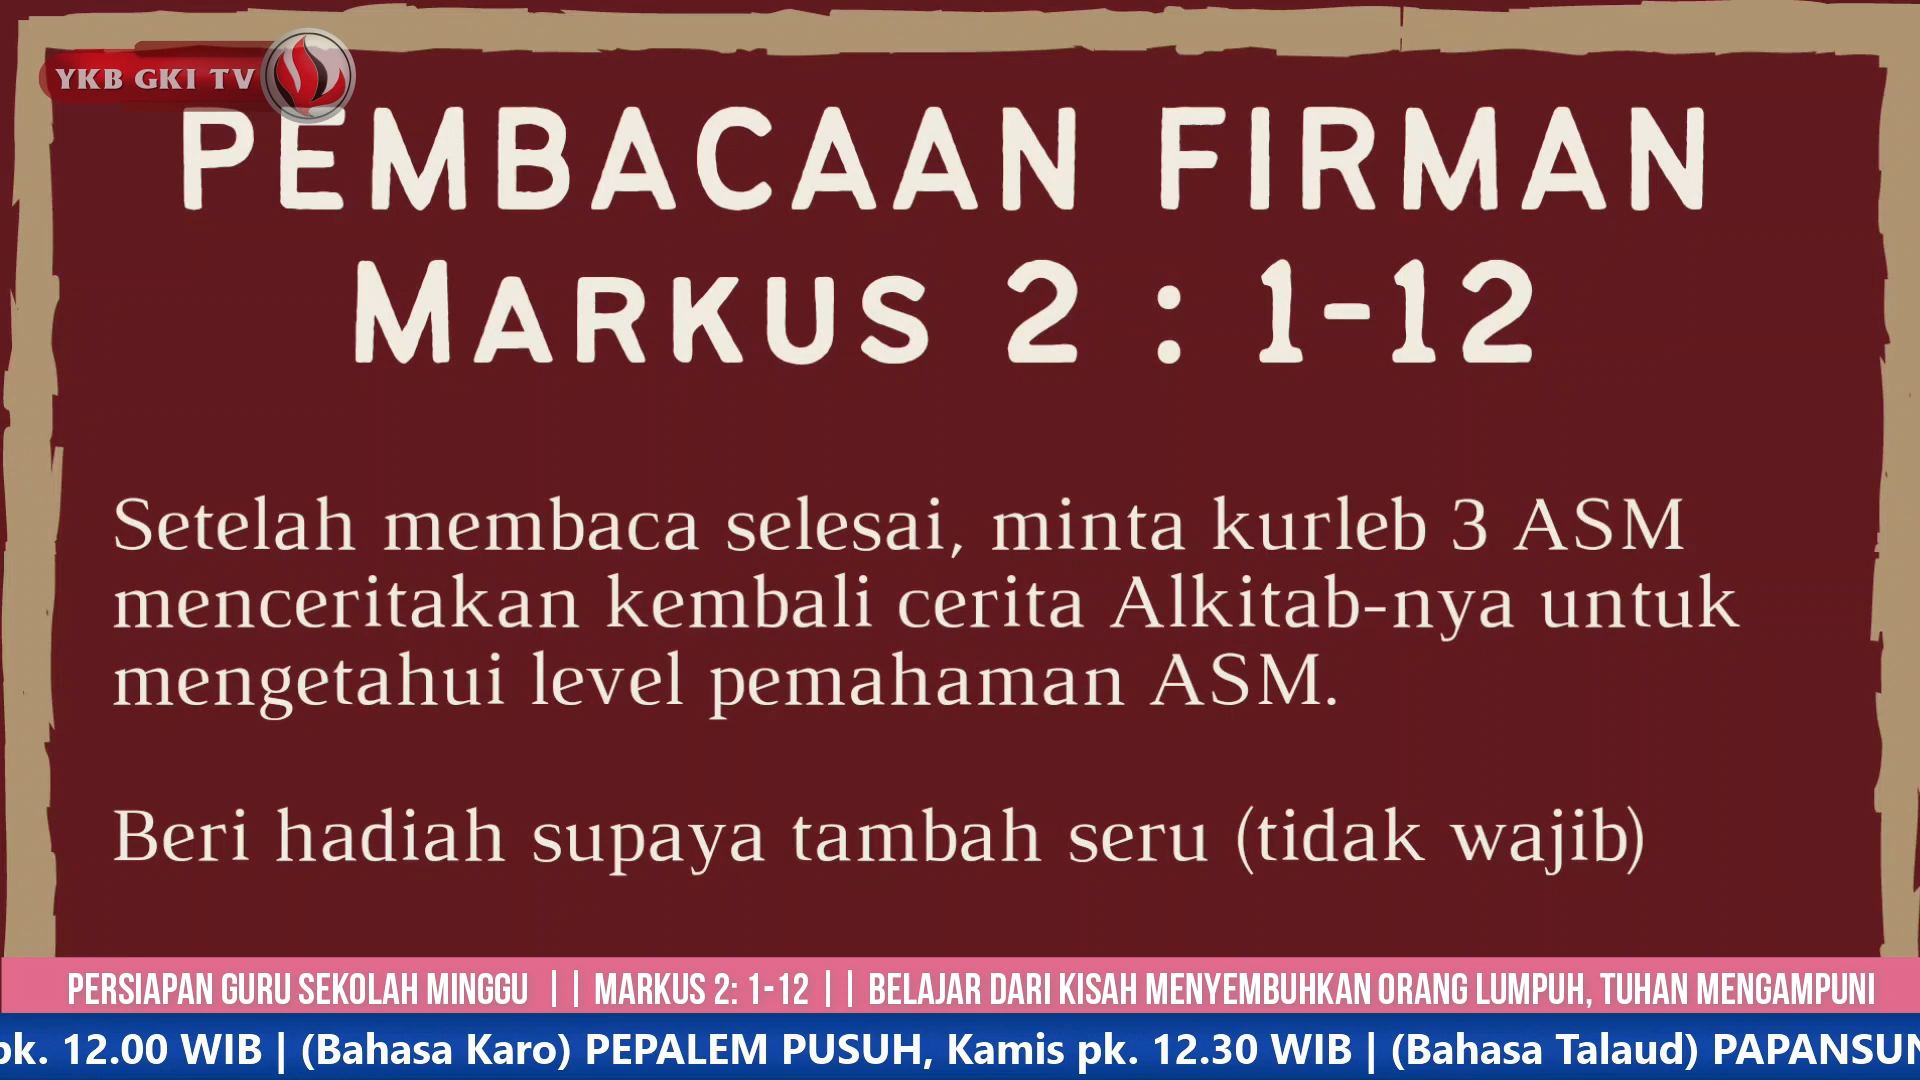 YKB GKI TV
PEMBACAAN FIRMAN
MARKUS 2 : 1-12
Setelah membaca selesai, minta kurleb 3 ASM
menceritakan kembali cerita Alkitab-nya untuk
mengetahui level pemahaman ASM.
Beri hadiah supaya tambah seru (tidak wajib)
PERSIAPAN GURU SEKOLAH MINGGU || MARKUS 2: 1-12 || BELAJAR DARI KISAH MENYEMBUHKAN ORANG LUMPUH, TUHAN MENGAMPUNI
pk. 12.00 WIB | (Bahasa Karo) PEPALEM PUSUH, Kamis pk. 12.30 WIB | (Bahasa Talaud)